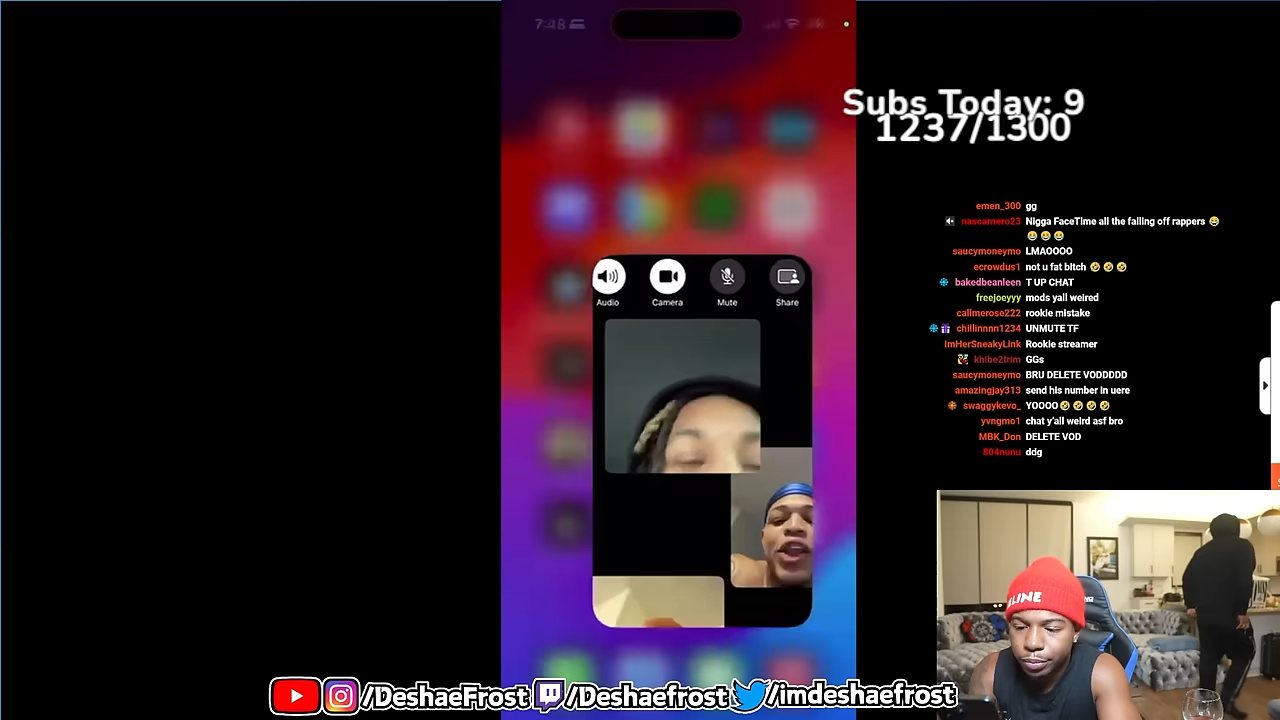 7:48
Subs Today: 9
1237/1300
emen_300 gg
nascarnero23 Nigga FaceTime all the falling off rappers 😂
😂 😂 😂
saucymoneymo LMAOOOO
ecrowdus1 not u fat bItch 🤣 🤣 🤣
bakedbeanleen T UP CHAT
freejoeyyy mods yall weired
callmerose222 rookie mistake
chillinnnn1234 UNMUTE TF
ImHerSneakyLink Rookie streamer
khibe2trim GGs
saucymoneymo BRU DELETE VODDDDD
amazingjay313 send his number in uere
swaggykevo_ YOOOO🤣 🤣 🤣 🤣
yvngmo1 chat y'all weird asf bro
MBK_Don DELETE VOD
804nunu ddg
Audio Camera Mute Share
/DeshaeFrost /Deshaefrost /imdeshaefrost